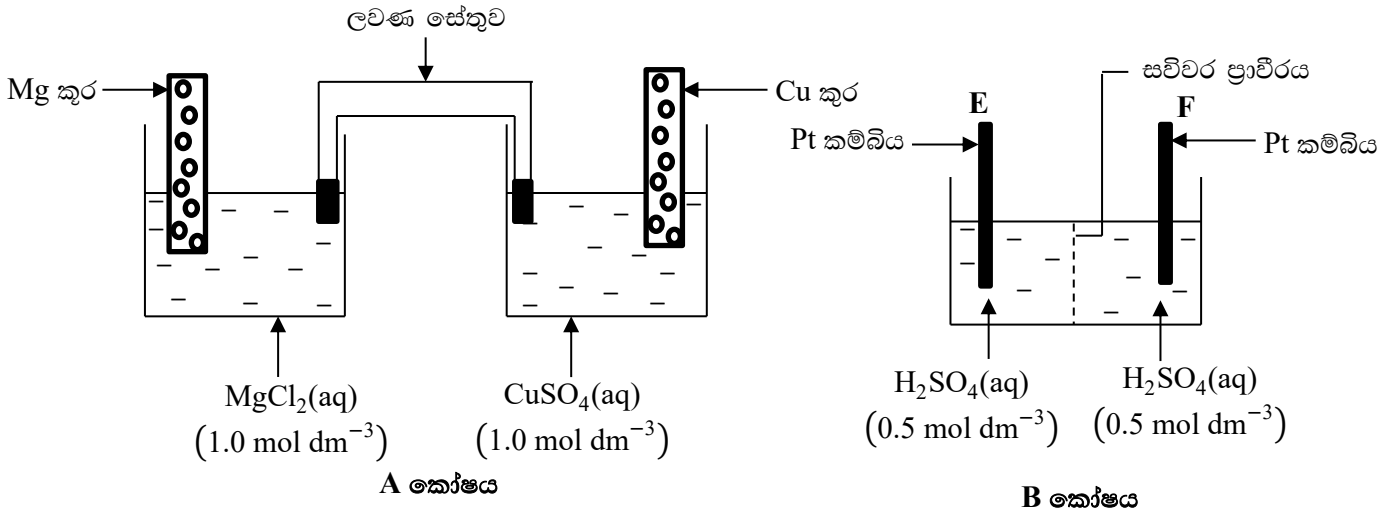 ලවණ සේතුව
Mg කූර
Cu කුර
MgCl₂(aq)
(1.0 mol dm⁻³)
CuSO₄(aq)
(1.0 mol dm⁻³)
A කෝෂය
සවිවර ප්‍රාවීරය
E
F
Pt කම්බිය
Pt කම්බිය
H₂SO₄(aq)
(0.5 mol dm⁻³)
H₂SO₄(aq)
(0.5 mol dm⁻³)
B කෝෂය